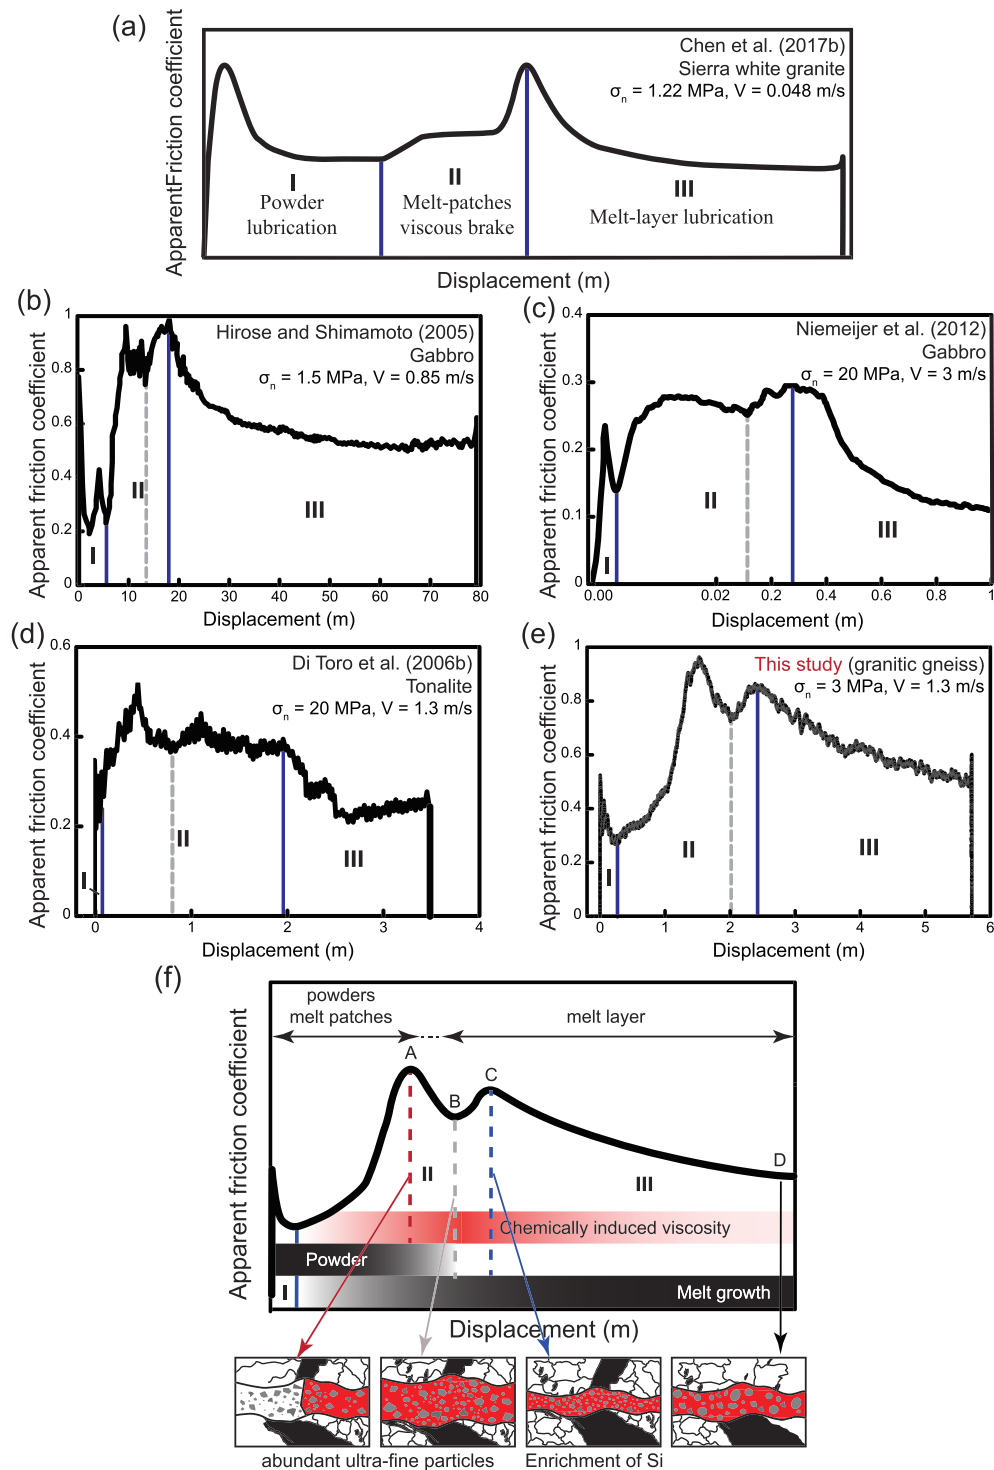 (a)
Chen et al. (2017b)
Sierra white granite
σn = 1.22 MPa, V = 0.048 m/s
ApparentFriction coefficient
I
Powder
lubrication
II
Melt-patches
viscous brake
III
Melt-layer lubrication
Displacement (m)
(b)
Hirose and Shimamoto (2005)
Gabbro
σn = 1.5 MPa, V = 0.85 m/s
Apparent friction coefficient
1
0.8
0.6
0.4
0.2
0
I
II
III
0 10 20 30 40 50 60 70 80
Displacement (m)
(c)
Niemeijer et al. (2012)
Gabbro
σn = 20 MPa, V = 3 m/s
Apparent friction coefficient
0.4
0.3
0.2
0.1
0
I
II
III
0.00 0.02 0.2 0.4 0.6 0.8 1
Displacement (m)
(d)
Di Toro et al. (2006b)
Tonalite
σn = 20 MPa, V = 1.3 m/s
Apparent friction coefficient
0.6
0.4
0.2
0
I
II
III
0 1 2 3 4
Displacement (m)
(e)
This study (granitic gneiss)
σn = 3 MPa, V = 1.3 m/s
Apparent friction coefficient
1
0.8
0.6
0.4
0.2
0
I
II
III
0 1 2 3 4 5 6
Displacement (m)
(f)
powders
melt patches
melt layer
Apparent friction coefficient
A
B
C
D
II
III
Chemically induced viscosity
Powder
I
Melt growth
Displacement (m)
abundant ultra-fine particles
Enrichment of Si